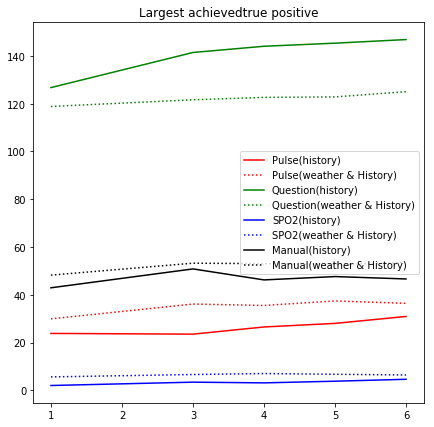 Largest achievedtrue positive
140
120
100
80
60
40
20
0
Pulse(history)
Pulse(weather & History)
Question(history)
Question(weather & History)
SPO2(history)
SPO2(weather & History)
Manual(history)
Manual(weather & History)
1 2 3 4 5 6